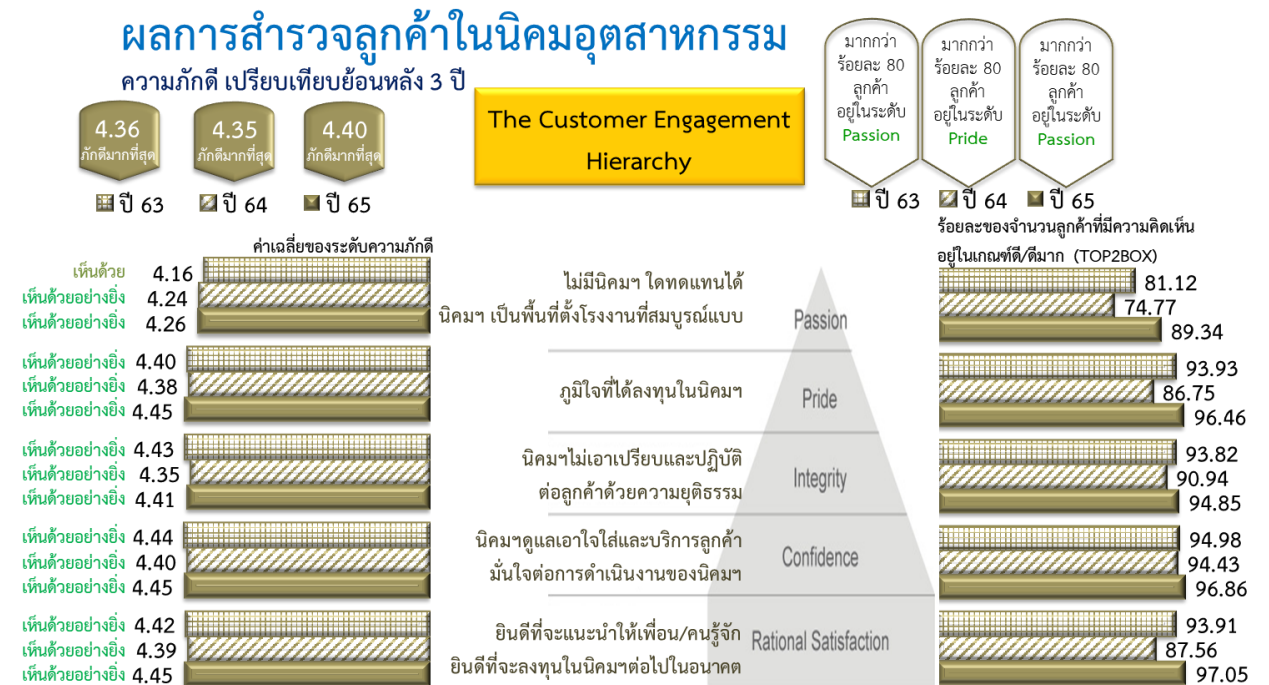 ผลการสำรวจลูกค้าในนิคมอุตสาหกรรม
ความภักดี เปรียบเทียบย้อนหลัง 3 ปี
4.36
ภักดีมากที่สุด
4.35
ภักดีมากที่สุด
4.40
ภักดีมากที่สุด
ปี 63
ปี 64
ปี 65
The Customer Engagement
Hierarchy
มากกว่า
ร้อยละ 80
ลูกค้า
อยู่ในระดับ
Passion
มากกว่า
ร้อยละ 80
ลูกค้า
อยู่ในระดับ
Pride
มากกว่า
ร้อยละ 80
ลูกค้า
อยู่ในระดับ
Passion
ปี 63
ปี 64
ปี 65
ค่าเฉลี่ยของระดับความภักดี
ร้อยละของจำนวนลูกค้าที่มีความคิดเห็น
อยู่ในเกณฑ์ดี/ดีมาก (TOP2BOX)
เห็นด้วย 4.16
เห็นด้วยอย่างยิ่ง 4.24
เห็นด้วยอย่างยิ่ง 4.26
ไม่มีนิคมฯ ใดทดแทนได้
นิคมฯ เป็นพื้นที่ตั้งโรงงานที่สมบูรณ์แบบ
Passion
81.12
74.77
89.34
เห็นด้วยอย่างยิ่ง 4.40
เห็นด้วยอย่างยิ่ง 4.38
เห็นด้วยอย่างยิ่ง 4.45
ภูมิใจที่ได้ลงทุนในนิคมฯ
Pride
93.93
86.75
96.46
เห็นด้วยอย่างยิ่ง 4.43
เห็นด้วยอย่างยิ่ง 4.35
เห็นด้วยอย่างยิ่ง 4.41
นิคมฯไม่เอาเปรียบและปฏิบัติ
ต่อลูกค้าด้วยความยุติธรรม
Integrity
93.82
90.94
94.85
เห็นด้วยอย่างยิ่ง 4.44
เห็นด้วยอย่างยิ่ง 4.40
เห็นด้วยอย่างยิ่ง 4.45
นิคมฯดูแลเอาใจใส่และบริการลูกค้า
มั่นใจต่อการดำเนินงานของนิคมฯ
Confidence
94.98
94.43
96.86
เห็นด้วยอย่างยิ่ง 4.42
เห็นด้วยอย่างยิ่ง 4.39
เห็นด้วยอย่างยิ่ง 4.45
ยินดีที่จะแนะนำให้เพื่อน/คนรู้จัก
ยินดีที่จะลงทุนในนิคมฯต่อไปในอนาคต
Rational Satisfaction
93.91
87.56
97.05